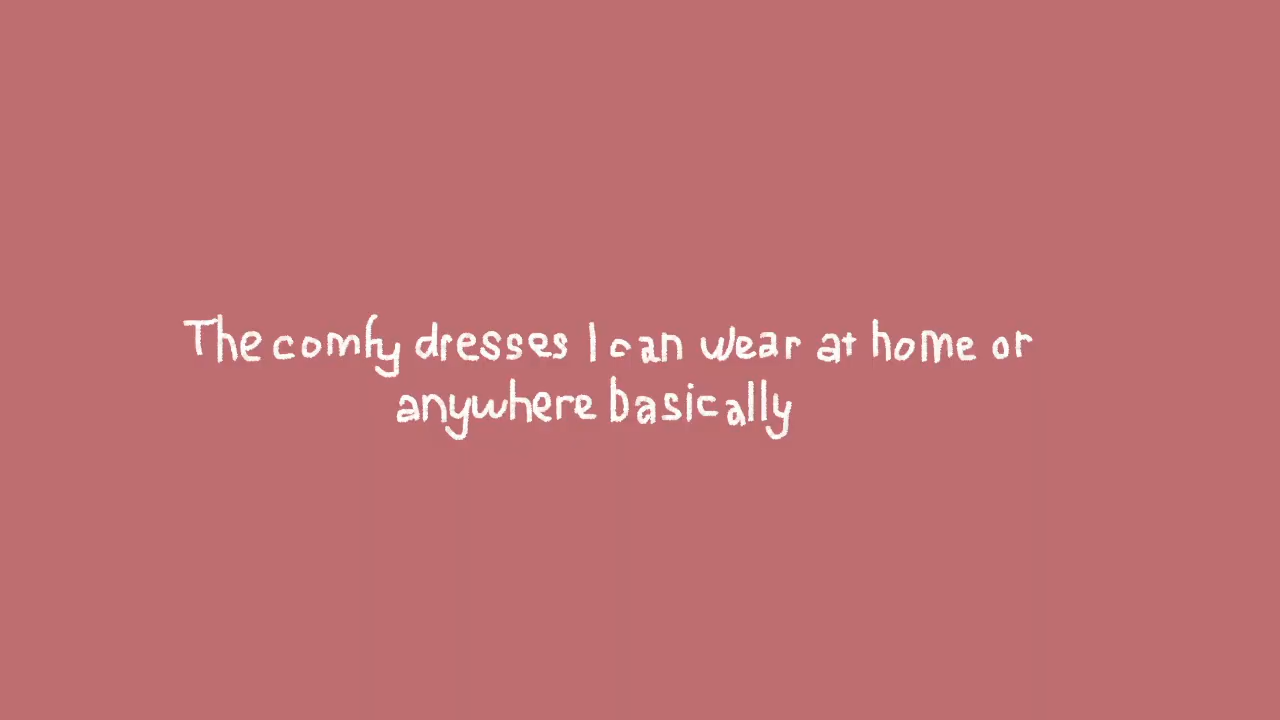 The comfy dresses I can wear at home or
anywhere basically